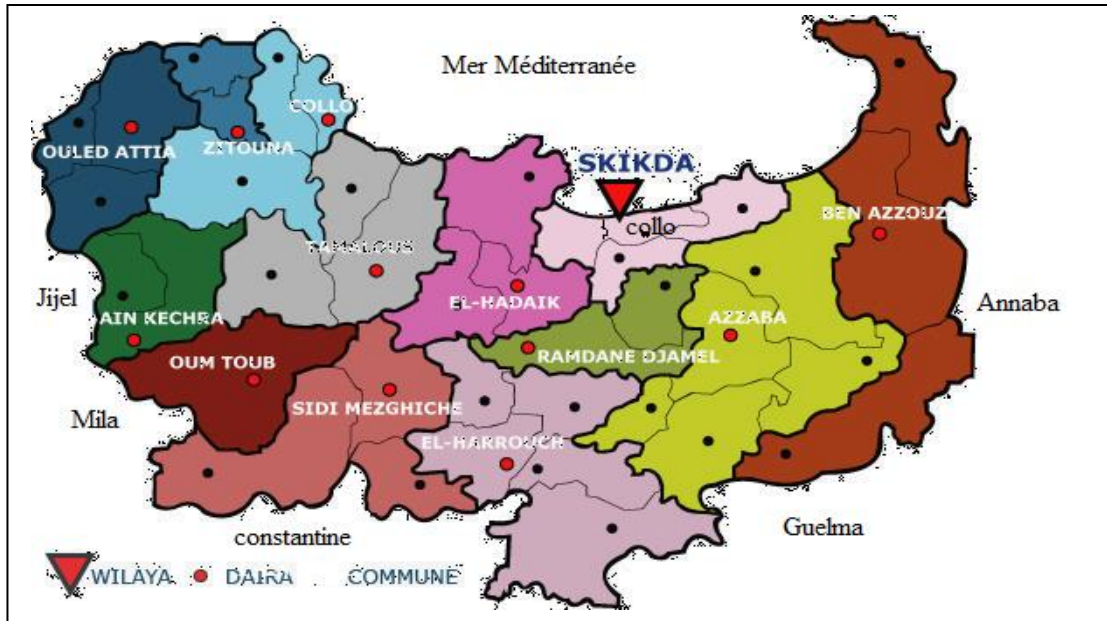 Mer Méditerranée
COLLO
OULED ATTIA
ZITOUNA
SKIKDA
collo
BEN AZZOUZ
TAMALOUS
Jijel
EL-HADAIK
Annaba
AIN KECHRA
AZZABA
OUM TOUB
RAMDANE DJAMEL
Mila
SIDI MEZGHICHE
EL-HARROUCH
constantine
Guelma
WILAYA DAIRA COMMUNE